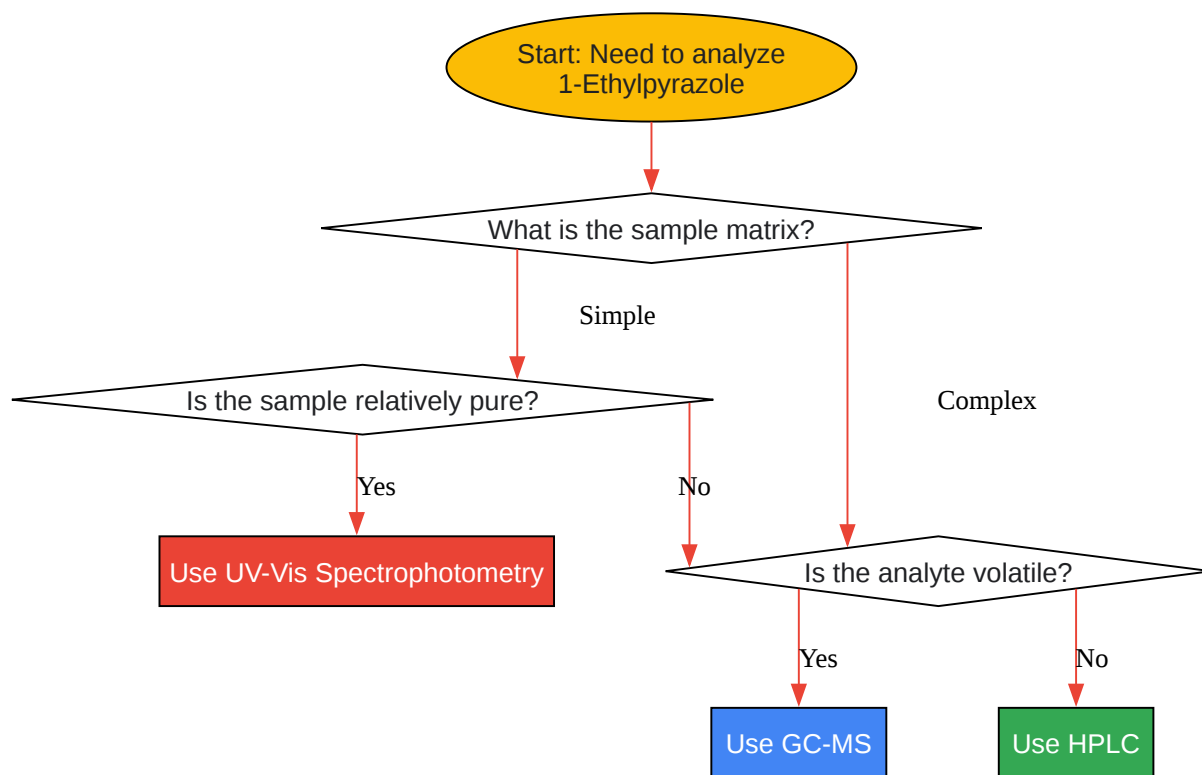 Start: Need to analyze
1-Ethylpyrazole
What is the sample matrix?
Simple
Is the sample relatively pure?
Complex
Yes
No
Use UV-Vis Spectrophotometry
Is the analyte volatile?
Yes
No
Use GC-MS
Use HPLC